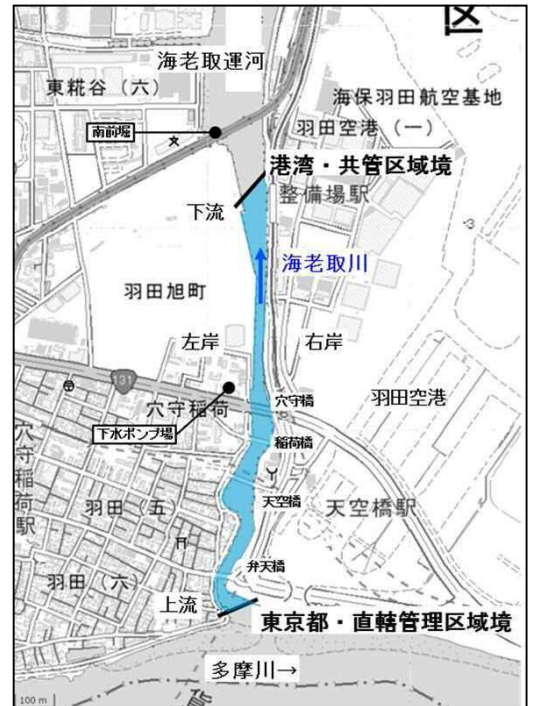 区
海老取運河
東糀谷（六）
海保羽田航空基地
南前堀
羽田空港（一）
港湾・共管区域境
整備場駅
下流
海老取川
羽田旭町
左岸
右岸
131
羽田空港
穴守橋
穴守稲荷
下水ポンプ場
稲荷橋
穴守稲荷駅
羽田（五）
天空橋
天空橋駅
弁天橋
羽田（六）
上流
東京都・直轄管理区域境
多摩川→
貨
100 m